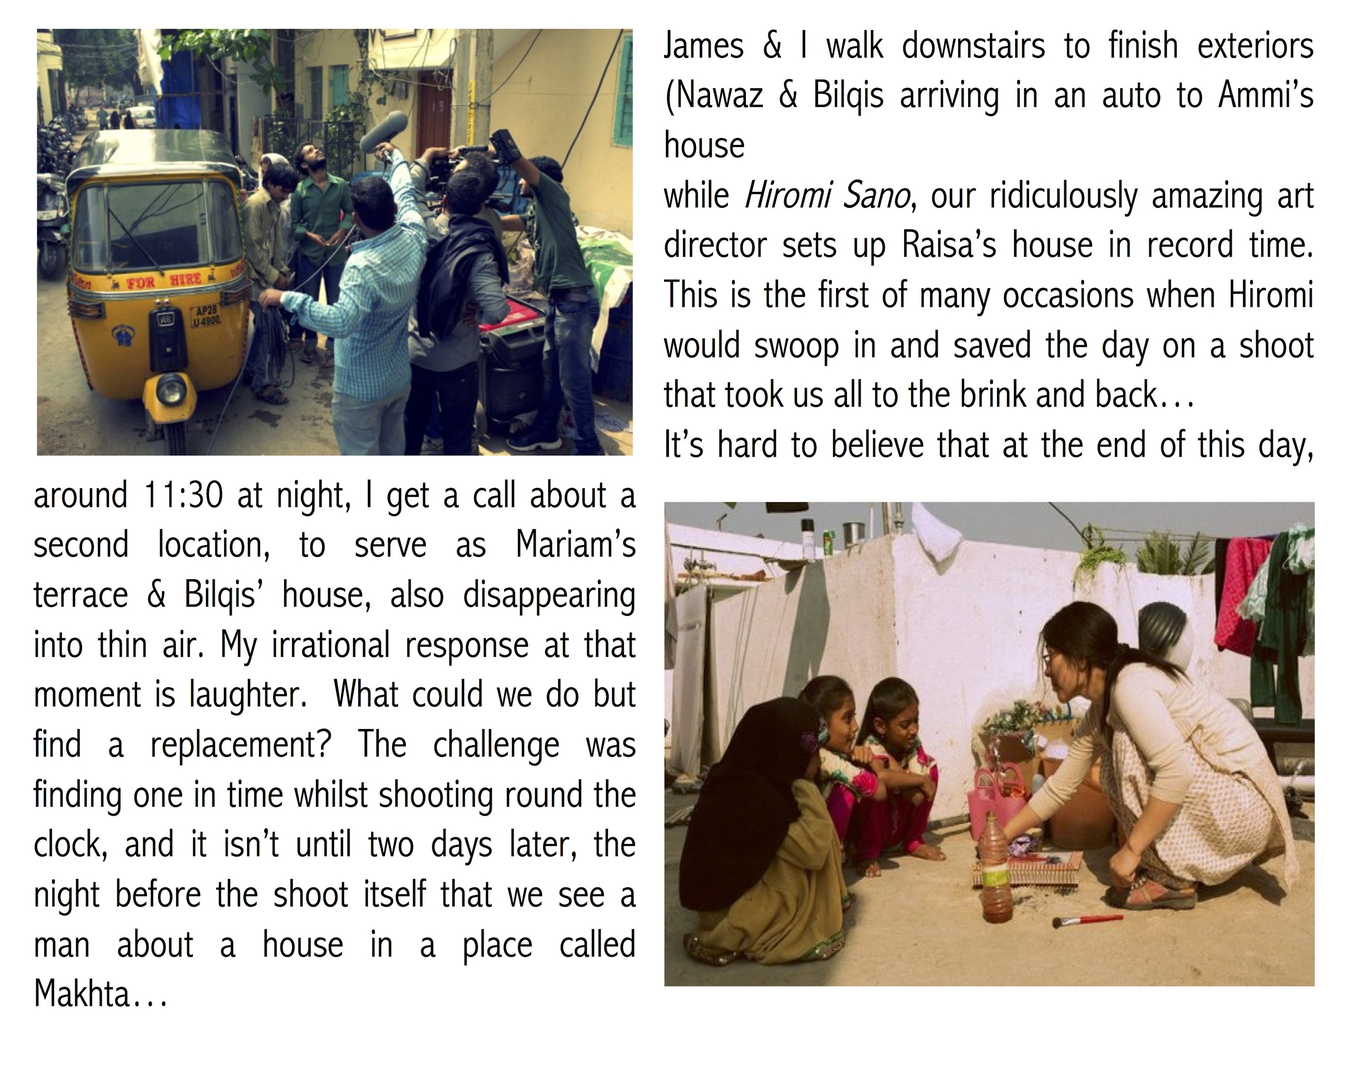 James & I walk downstairs to finish exteriors
(Nawaz & Bilqis arriving in an auto to Ammi’s
house
while Hiromi Sano, our ridiculously amazing art
director sets up Raisa’s house in record time.
This is the first of many occasions when Hiromi
would swoop in and saved the day on a shoot
that took us all to the brink and back…
It’s hard to believe that at the end of this day,
around 11:30 at night, I get a call about a
second location, to serve as Mariam’s
terrace & Bilqis’ house, also disappearing
into thin air. My irrational response at that
moment is laughter.  What could we do but
find a replacement? The challenge was
finding one in time whilst shooting round the
clock, and it isn’t until two days later, the
night before the shoot itself that we see a
man about a house in a place called
Makhta…
FOR HIRE
AP28
U4900